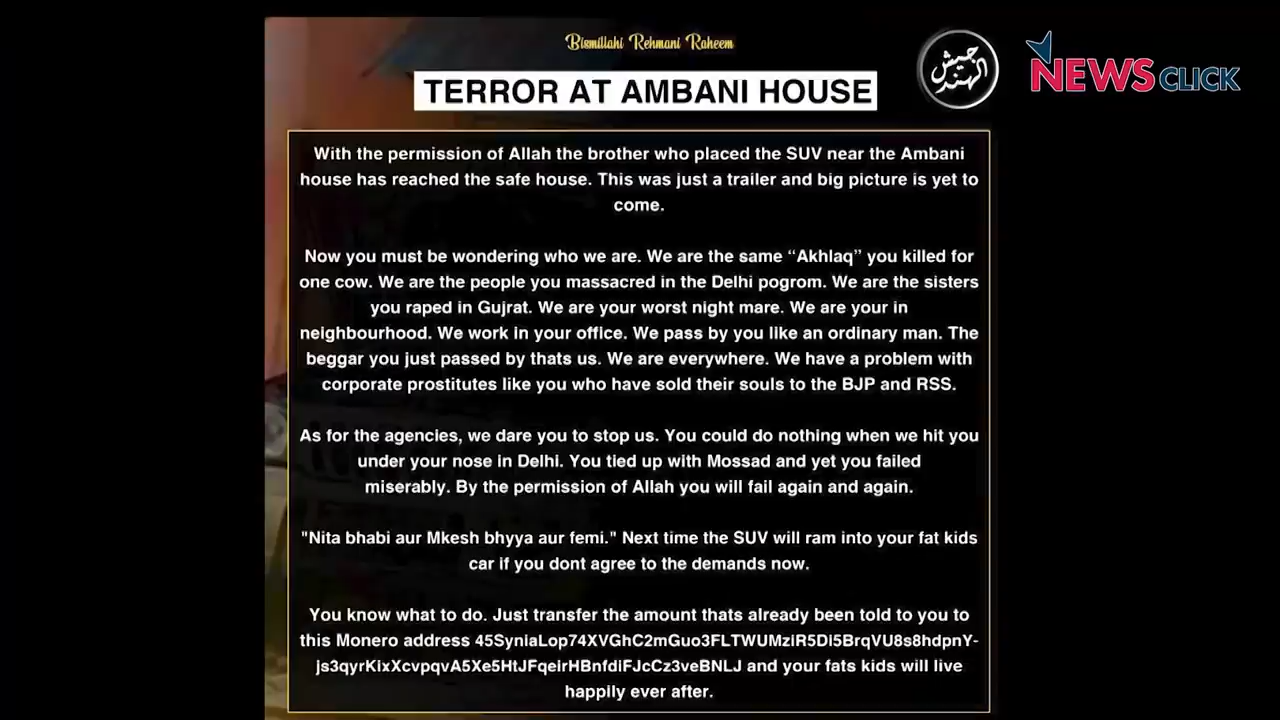 Bismillahi Rehmani Raheem
جيش الهند
NEWSCLICK
TERROR AT AMBANI HOUSE
With the permission of Allah the brother who placed the SUV near the Ambani
house has reached the safe house. This was just a trailer and big picture is yet to
come.
Now you must be wondering who we are. We are the same “Akhlaq” you killed for
one cow. We are the people you massacred in the Delhi pogrom. We are the sisters
you raped in Gujrat. We are your worst night mare. We are your in
neighbourhood. We work in your office. We pass by you like an ordinary man. The
beggar you just passed by thats us. We are everywhere. We have a problem with
corporate prostitutes like you who have sold their souls to the BJP and RSS.
As for the agencies, we dare you to stop us. You could do nothing when we hit you
under your nose in Delhi. You tied up with Mossad and yet you failed
miserably. By the permission of Allah you will fail again and again.
"Nita bhabi aur Mkesh bhyya aur femi." Next time the SUV will ram into your fat kids
car if you dont agree to the demands now.
You know what to do. Just transfer the amount thats already been told to you to
this Monero address 45SyniaLop74XVGhC2mGuo3FLTWUMziR5Di5BrqVU8s8hdpnY-
js3qyrKixXcvpqvA5Xe5HtJFqeirHBnfdiFJcCz3veBNLJ and your fats kids will live
happily ever after.